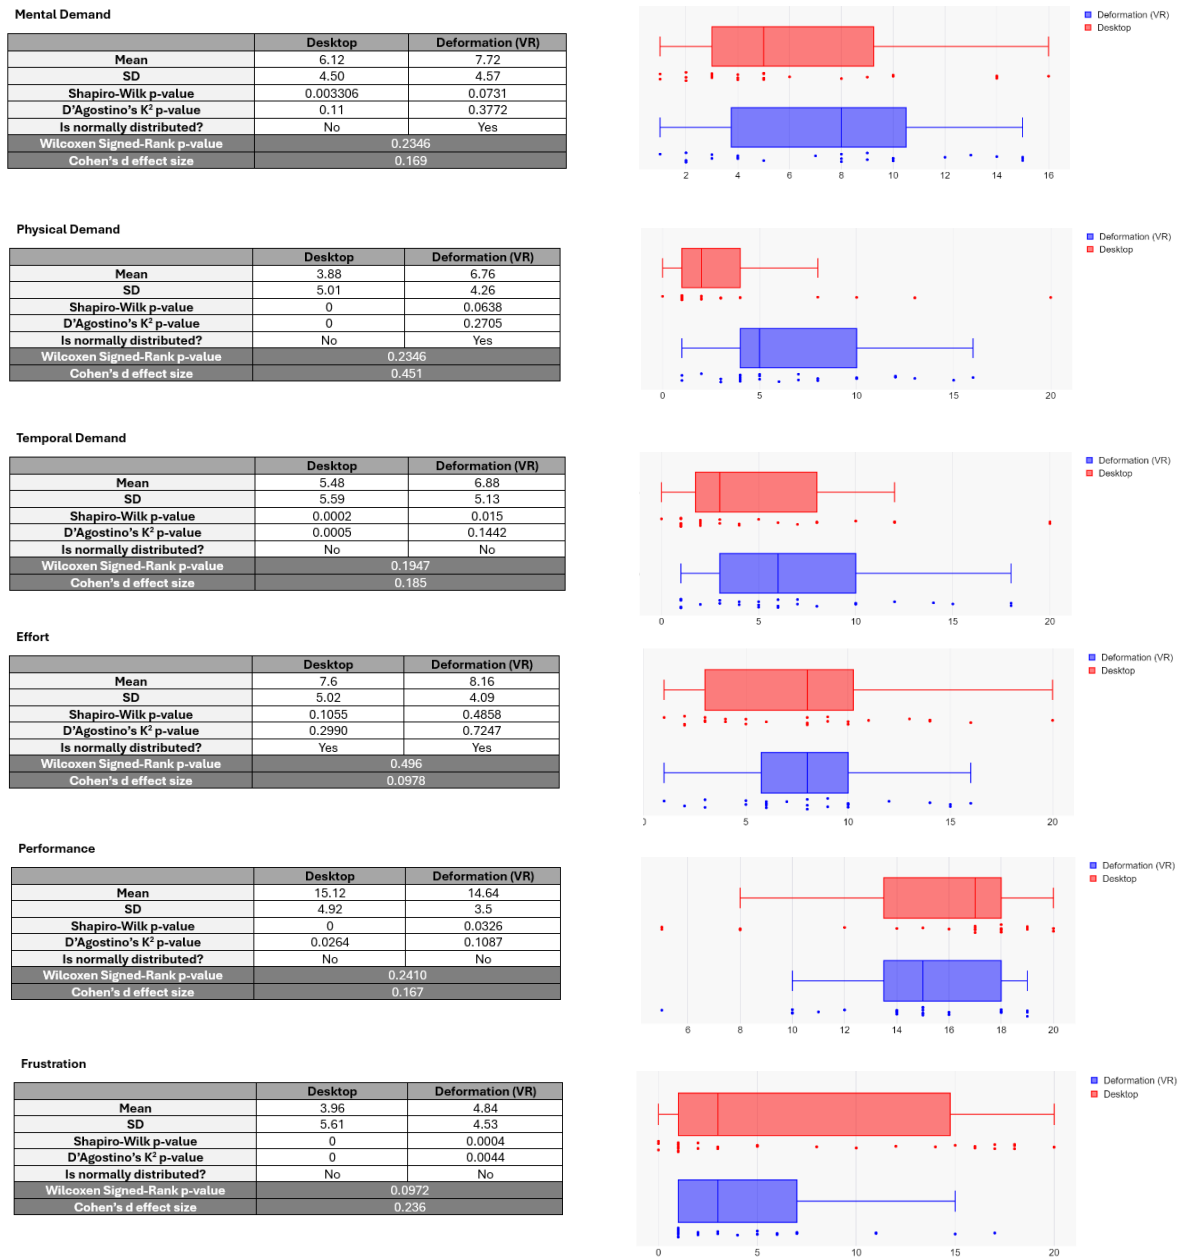 Mental Demand
Desktop Deformation (VR)
Mean 6.12 7.72
SD 4.50 4.57
Shapiro-Wilk p-value 0.003306 0.0731
D'Agostino's K² p-value 0.11 0.3772
Is normally distributed? No Yes
Wilcoxen Signed-Rank p-value 0.2346
Cohen's d effect size 0.169
Deformation (VR)
Desktop
2 4 6 8 10 12 14 16
Physical Demand
Desktop Deformation (VR)
Mean 3.88 6.76
SD 5.01 4.26
Shapiro-Wilk p-value 0 0.0638
D'Agostino's K² p-value 0 0.2705
Is normally distributed? No Yes
Wilcoxen Signed-Rank p-value 0.2346
Cohen's d effect size 0.451
Deformation (VR)
Desktop
0 5 10 15 20
Temporal Demand
Desktop Deformation (VR)
Mean 5.48 6.88
SD 5.59 5.13
Shapiro-Wilk p-value 0.0002 0.015
D'Agostino's K² p-value 0.0005 0.1442
Is normally distributed? No No
Wilcoxen Signed-Rank p-value 0.1947
Cohen's d effect size 0.185
Deformation (VR)
Desktop
0 5 10 15 20
Effort
Desktop Deformation (VR)
Mean 7.6 8.16
SD 5.02 4.09
Shapiro-Wilk p-value 0.1055 0.4858
D'Agostino's K² p-value 0.2990 0.7247
Is normally distributed? Yes Yes
Wilcoxen Signed-Rank p-value 0.496
Cohen's d effect size 0.0978
Deformation (VR)
Desktop
0 5 10 15 20
Performance
Desktop Deformation (VR)
Mean 15.12 14.64
SD 4.92 3.5
Shapiro-Wilk p-value 0 0.0326
D'Agostino's K² p-value 0.0264 0.1087
Is normally distributed? No No
Wilcoxen Signed-Rank p-value 0.2410
Cohen's d effect size 0.167
Deformation (VR)
Desktop
6 8 10 12 14 16 18 20
Frustration
Desktop Deformation (VR)
Mean 3.96 4.84
SD 5.61 4.53
Shapiro-Wilk p-value 0 0.0004
D'Agostino's K² p-value 0 0.0044
Is normally distributed? No No
Wilcoxen Signed-Rank p-value 0.0972
Cohen's d effect size 0.236
Deformation (VR)
Desktop
0 5 10 15 20